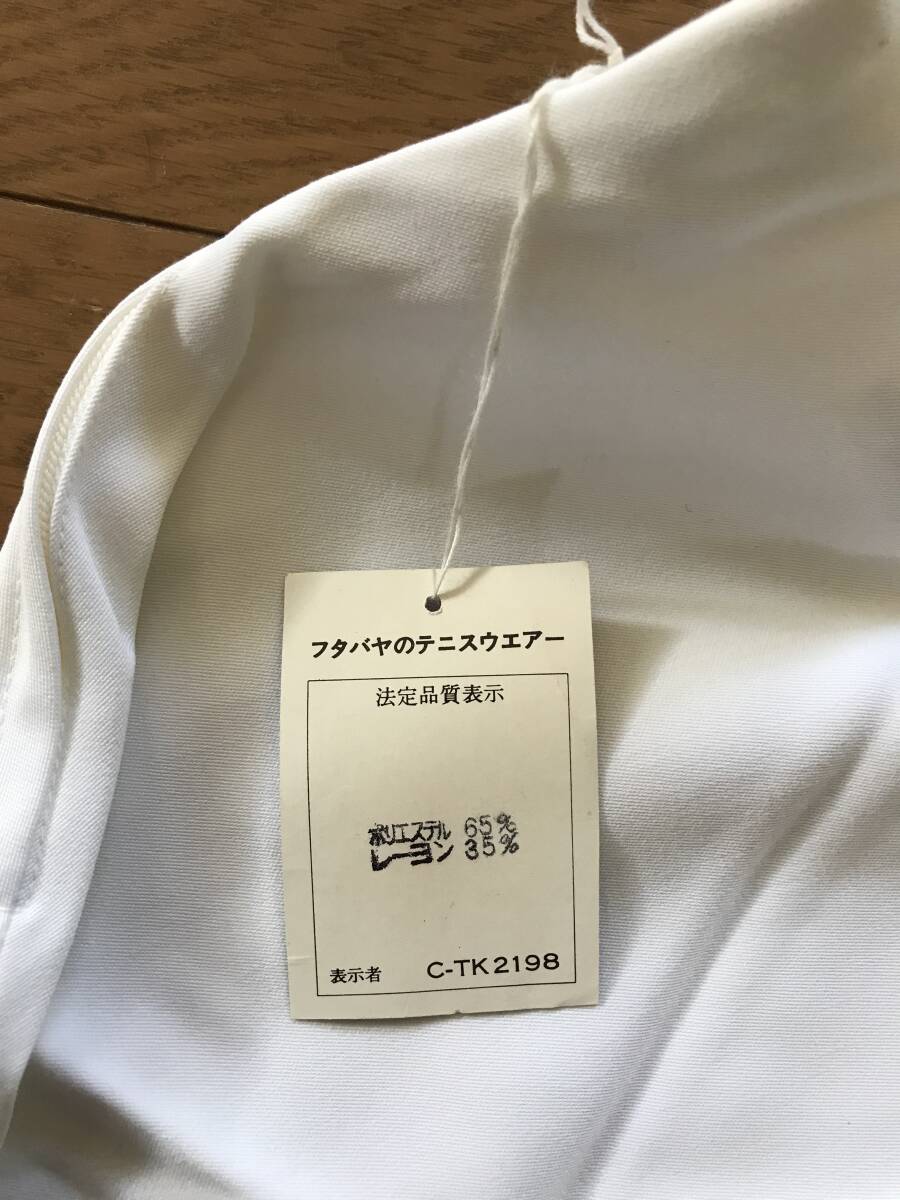 フタバヤのテニスウエアー
法定品質表示
ポリエステル 65%
レーヨン 35%
表示者 C-TK2198